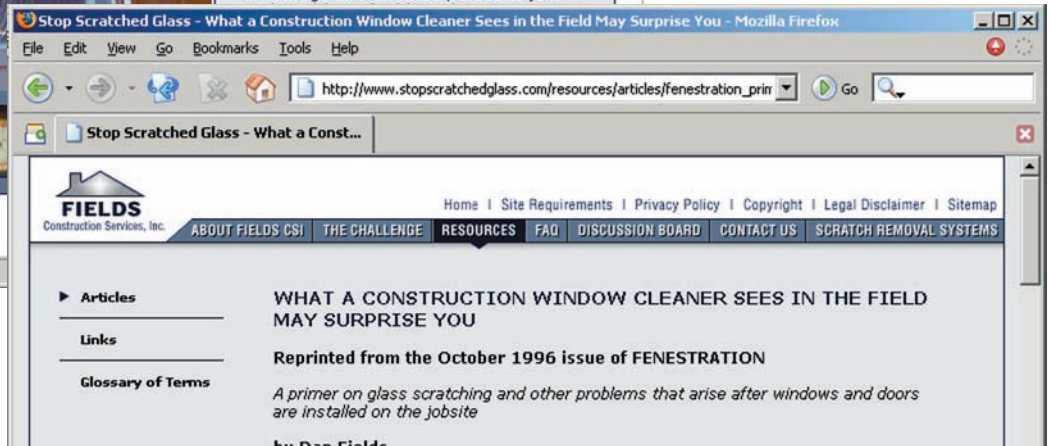 Stop Scratched Glass - What a Construction Window Cleaner Sees in the Field May Surprise You - Mozilla Firefox
File Edit View Go Bookmarks Tools Help
http://www.stopscratchedglass.com/resources/articles/fenestration_prin Go
Stop Scratched Glass - What a Const...
FIELDS
Construction Services, Inc.
Home | Site Requirements | Privacy Policy | Copyright | Legal Disclaimer | Sitemap
ABOUT FIELDS CSI THE CHALLENGE RESOURCES FAQ DISCUSSION BOARD CONTACT US SCRATCH REMOVAL SYSTEMS
Articles
Links
Glossary of Terms
WHAT A CONSTRUCTION WINDOW CLEANER SEES IN THE FIELD
MAY SURPRISE YOU
Reprinted from the October 1996 issue of FENESTRATION
A primer on glass scratching and other problems that arise after windows and doors
are installed on the jobsite
by Dan Fields